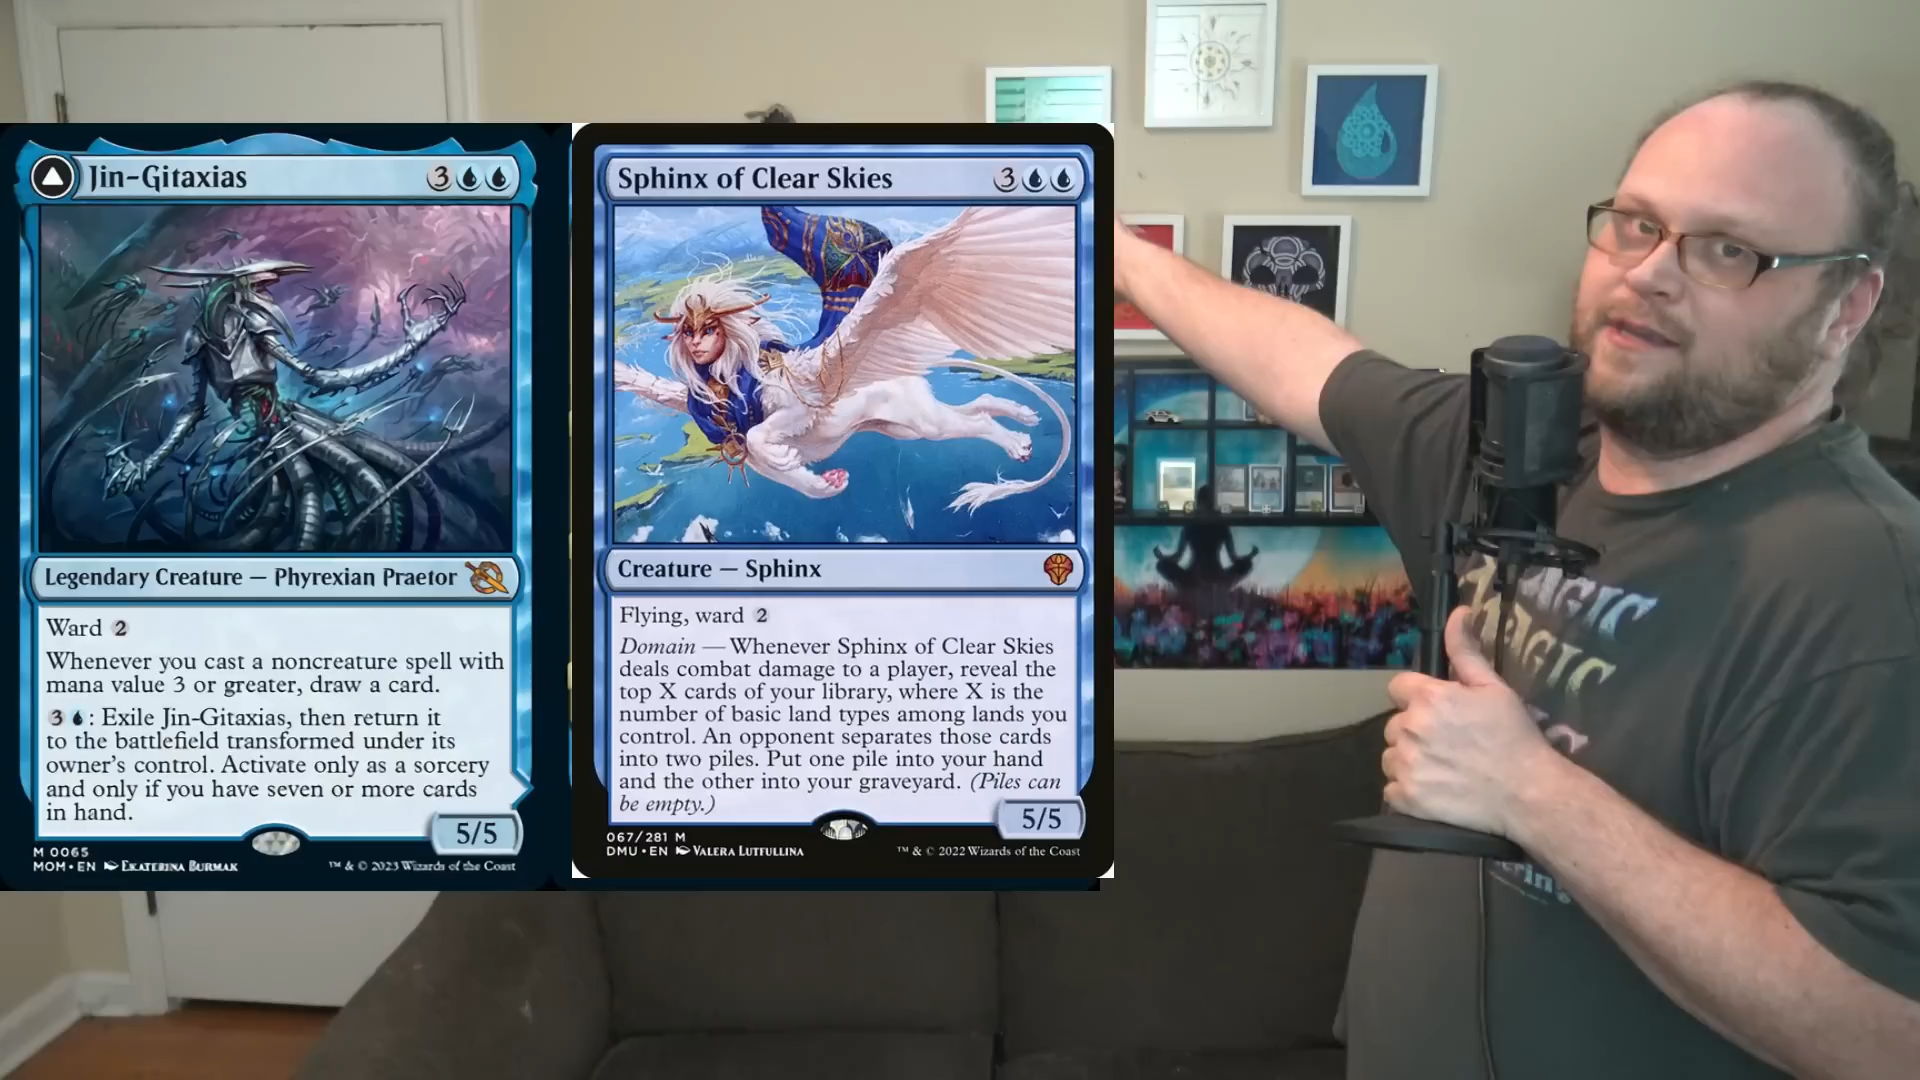 Jin-Gitaxias 3
Legendary Creature — Phyrexian Praetor
Ward 2
Whenever you cast a noncreature spell with
mana value 3 or greater, draw a card.
3 : Exile Jin-Gitaxias, then return it
to the battlefield transformed under its
owner's control. Activate only as a sorcery
and only if you have seven or more cards
in hand.
5/5
M 0065
MOM • EN EKATERINA BURMAK
™ & © 2023 Wizards of the Coast
Sphinx of Clear Skies 3
Creature — Sphinx
Flying, ward 2
Domain — Whenever Sphinx of Clear Skies
deals combat damage to a player, reveal the
top X cards of your library, where X is the
number of basic land types among lands you
control. An opponent separates those cards
into two piles. Put one pile into your hand
and the other into your graveyard. (Piles can
be empty.)
5/5
067/281 M
DMU • EN VALERA LUTFULLINA
™ & © 2022 Wizards of the Coast
MAGIC
MAGIC